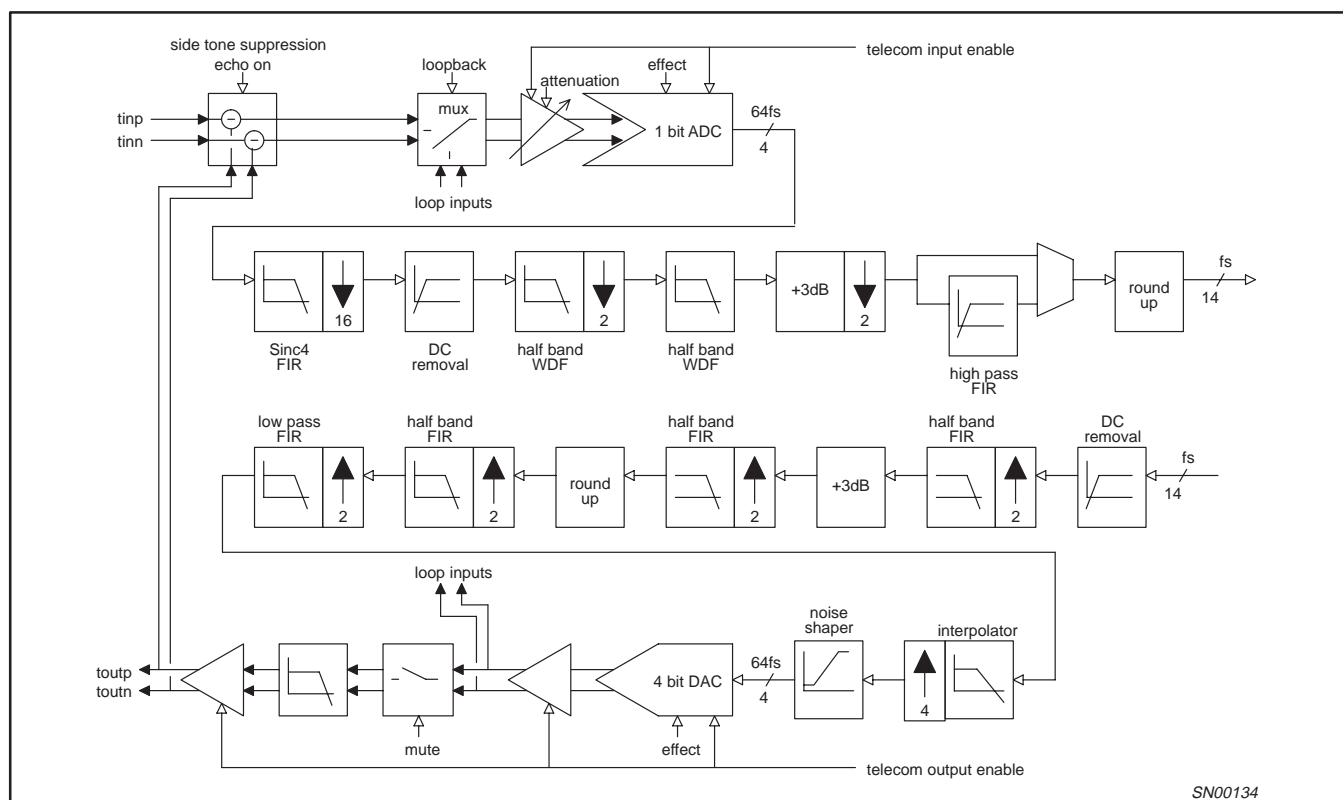 side tone suppression
echo on
loopback
effect
telecom input enable
attenuation
mux
tinp
tinn
−
−
1 bit ADC
64fs
4
loop inputs
16
2
+3dB
2
round
up
fs
14
Sinc4
FIR
DC
removal
half band
WDF
half band
WDF
high pass
FIR
low pass
FIR
half band
FIR
half band
FIR
half band
FIR
DC
removal
2
2
round
up
2
+3dB
2
fs
14
loop inputs
noise
shaper
interpolator
toutp
toutn
4 bit DAC
64fs
4
4
mute
effect
telecom output enable
SN00134